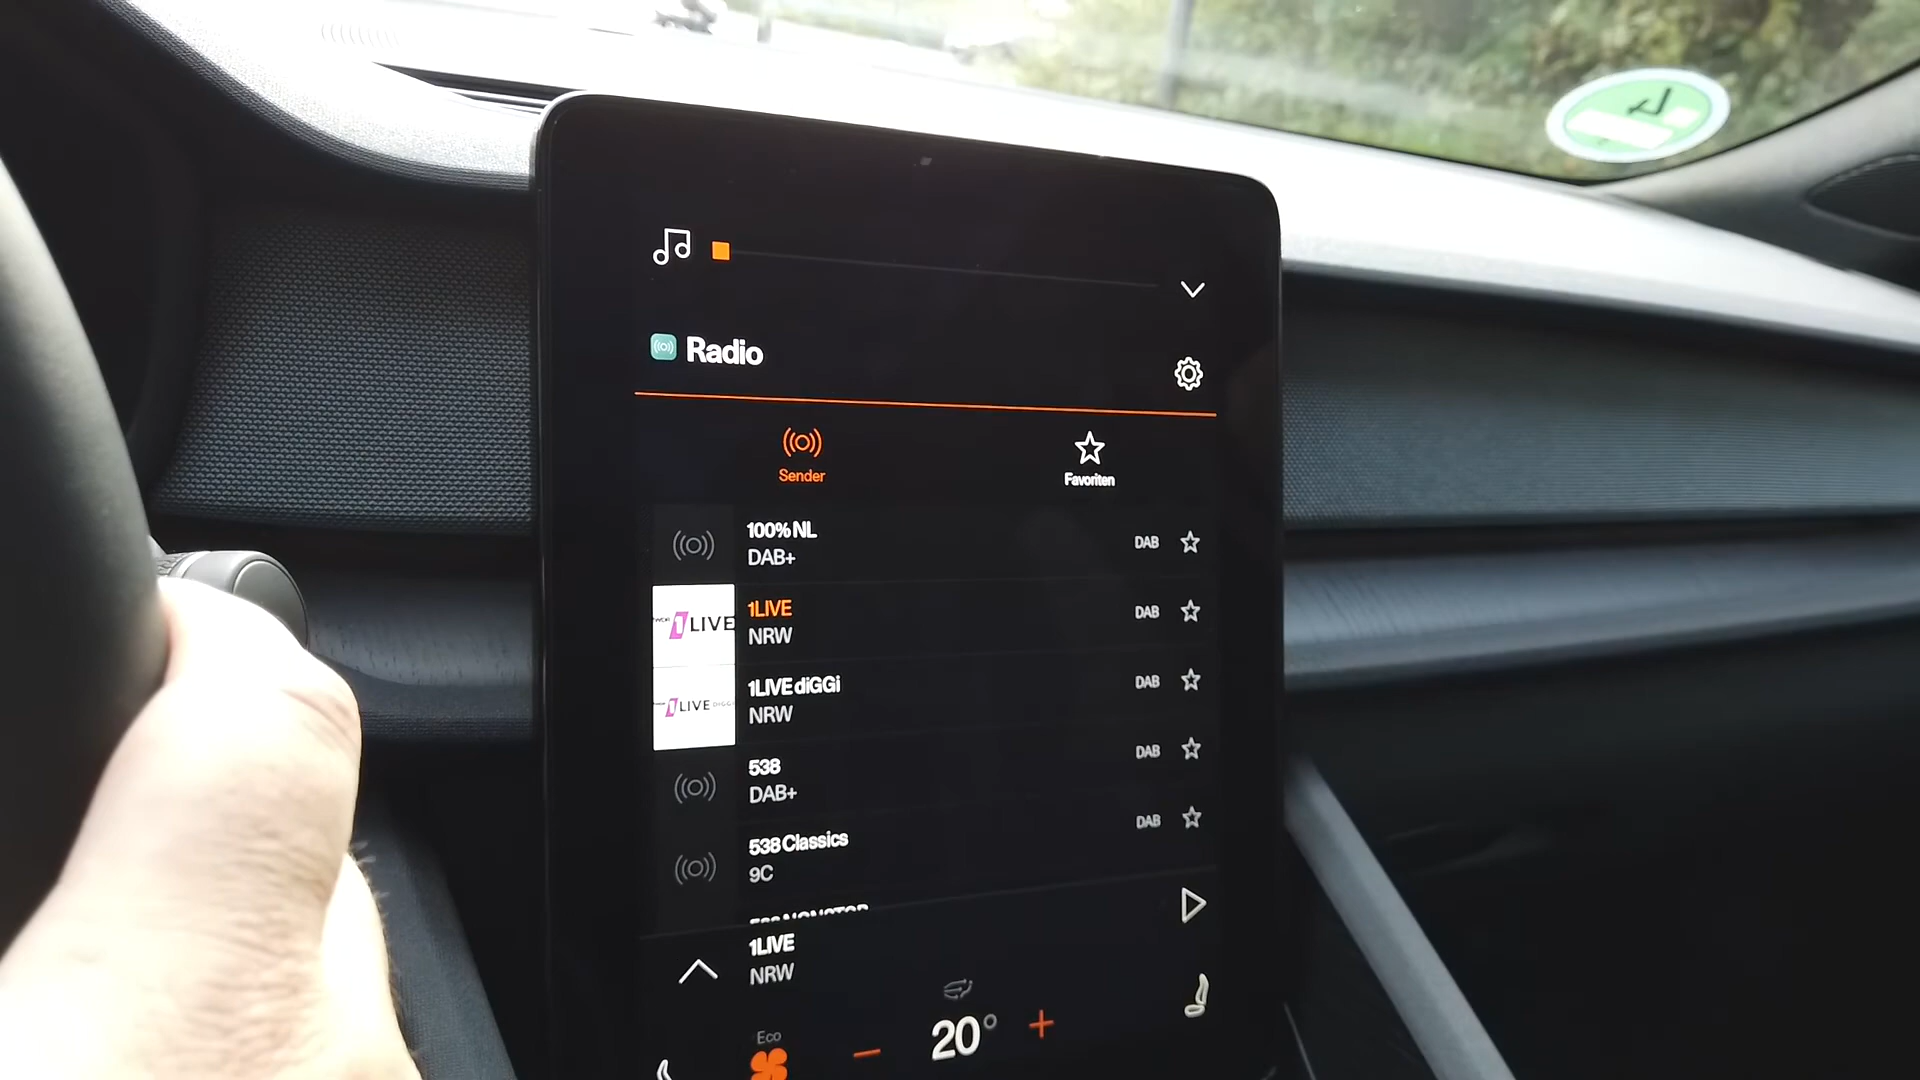 Radio
Sender
Favoriten
100% NL
DAB+
DAB
1LIVE
1LIVE
NRW
DAB
1LIVE DIGGI
1LIVE diGGi
NRW
DAB
538
DAB+
DAB
538 Classics
9C
DAB
1LIVE
NRW
Eco
20°